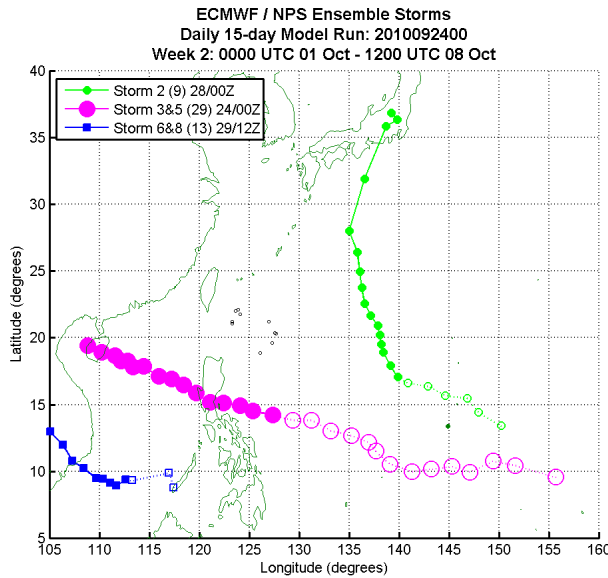 ECMWF / NPS Ensemble Storms
Daily 15-day Model Run: 2010092400
Week 2: 0000 UTC 01 Oct - 1200 UTC 08 Oct
Storm 2 (9) 28/00Z
Storm 3&5 (29) 24/00Z
Storm 6&8 (13) 29/12Z
Latitude (degrees)
40
35
30
25
20
15
10
5
105 110 115 120 125 130 135 140 145 150 155 160
Longitude (degrees)